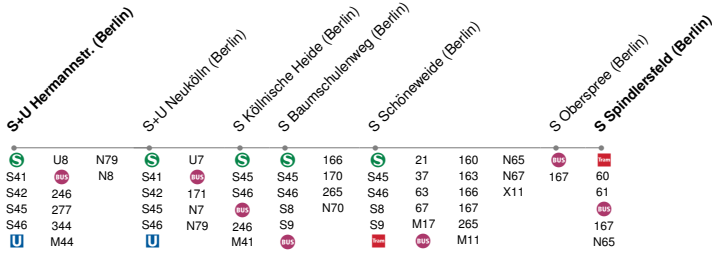 S+U Hermannstr. (Berlin)
S+U Neukölln (Berlin)
S Köllnische Heide (Berlin)
S Baumschulenweg (Berlin)
S Schöneweide (Berlin)
S Oberspree (Berlin)
S Spindlersfeld (Berlin)
S U8 N79 S U7 S S 166 S 21 160 N65 BUS Tram
S41 BUS N8 S41 BUS S45 S45 170 S45 37 163 N67 167 60
S42 246 S42 171 S46 S46 265 S46 63 166 X11 61
S45 277 S45 N7 BUS S8 N70 S8 67 167 BUS
S46 344 S46 N79 246 S9 S9 M17 265 167
U M44 U M41 BUS Tram BUS M11 N65